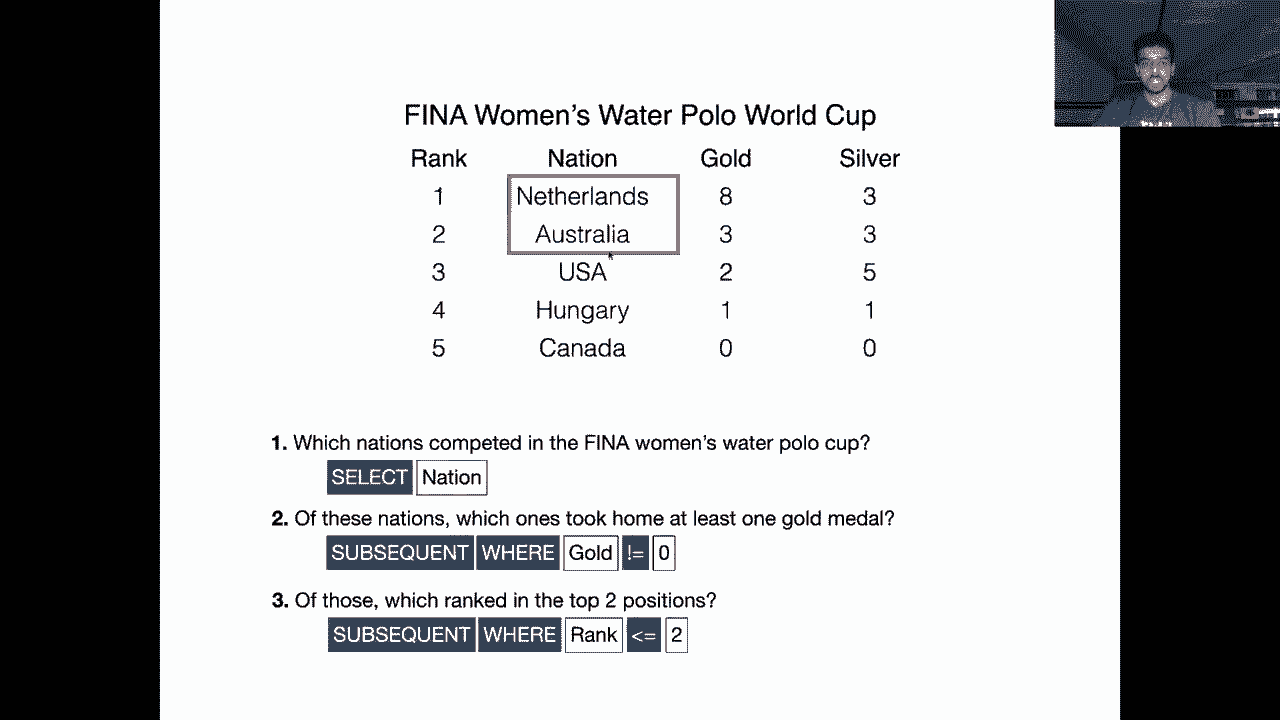 FINA Women's Water Polo World Cup
Rank Nation Gold Silver
1 Netherlands 8 3
2 Australia 3 3
3 USA 2 5
4 Hungary 1 1
5 Canada 0 0
1. Which nations competed in the FINA women's water polo cup?
SELECT Nation
2. Of these nations, which ones took home at least one gold medal?
SUBSEQUENT WHERE Gold != 0
3. Of those, which ranked in the top 2 positions?
SUBSEQUENT WHERE Rank <= 2